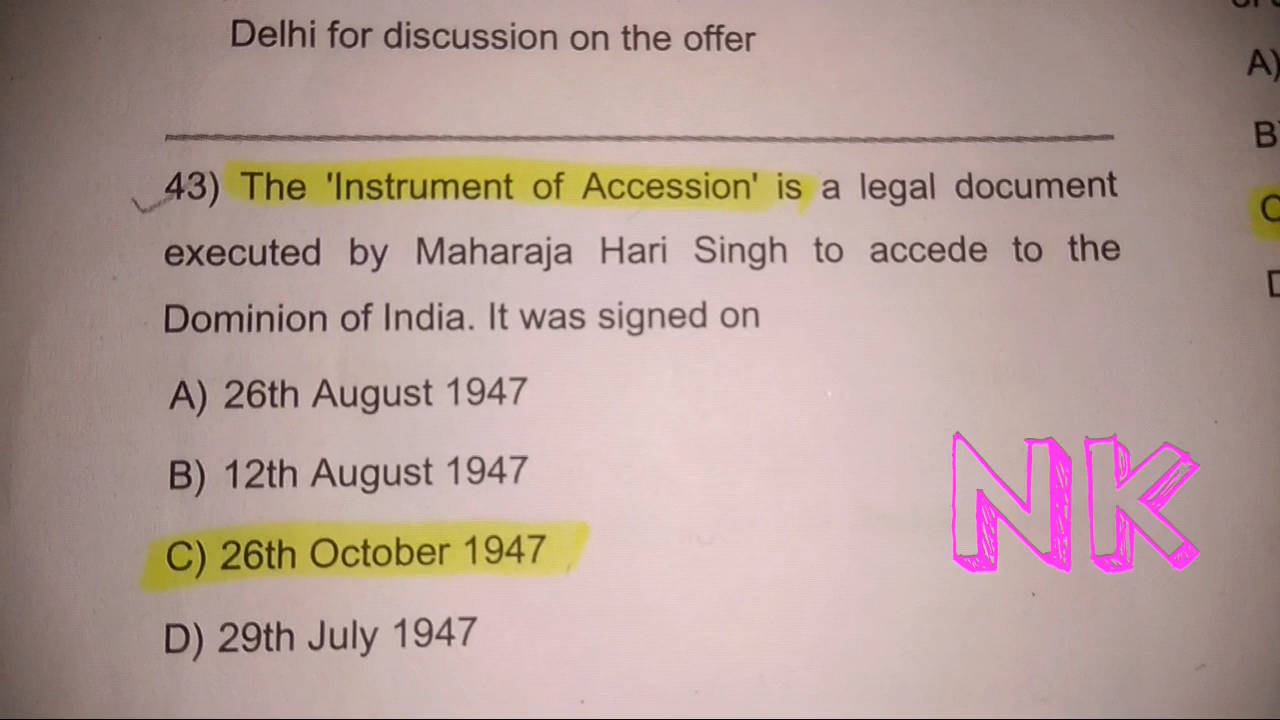 Delhi for discussion on the offer
43) The 'Instrument of Accession' is a legal document
executed by Maharaja Hari Singh to accede to the
Dominion of India. It was signed on
A) 26th August 1947
B) 12th August 1947
C) 26th October 1947
D) 29th July 1947
A)
B)
C
NK